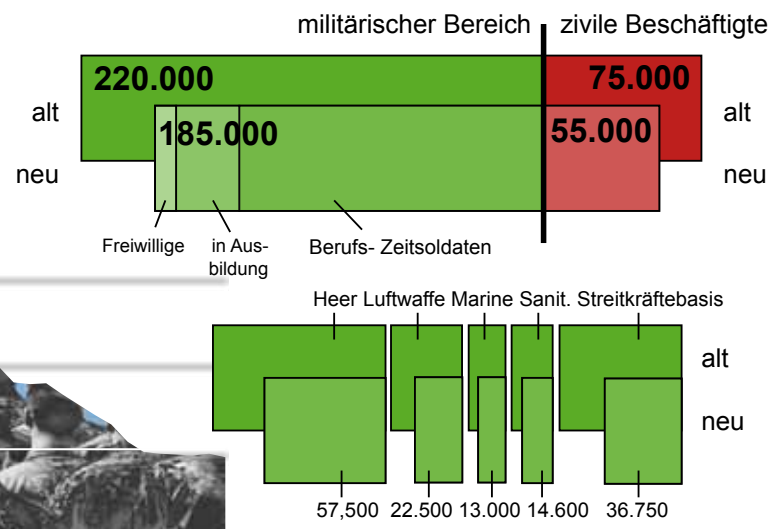 militärischer Bereich zivile Beschäftigte
220.000 75.000
alt alt
185.000 55.000
neu neu
Freiwillige in Aus- Berufs- Zeitsoldaten
bildung
Heer Luftwaffe Marine Sanit. Streitkräftebasis
alt
neu
57,500 22.500 13.000 14.600 36.750